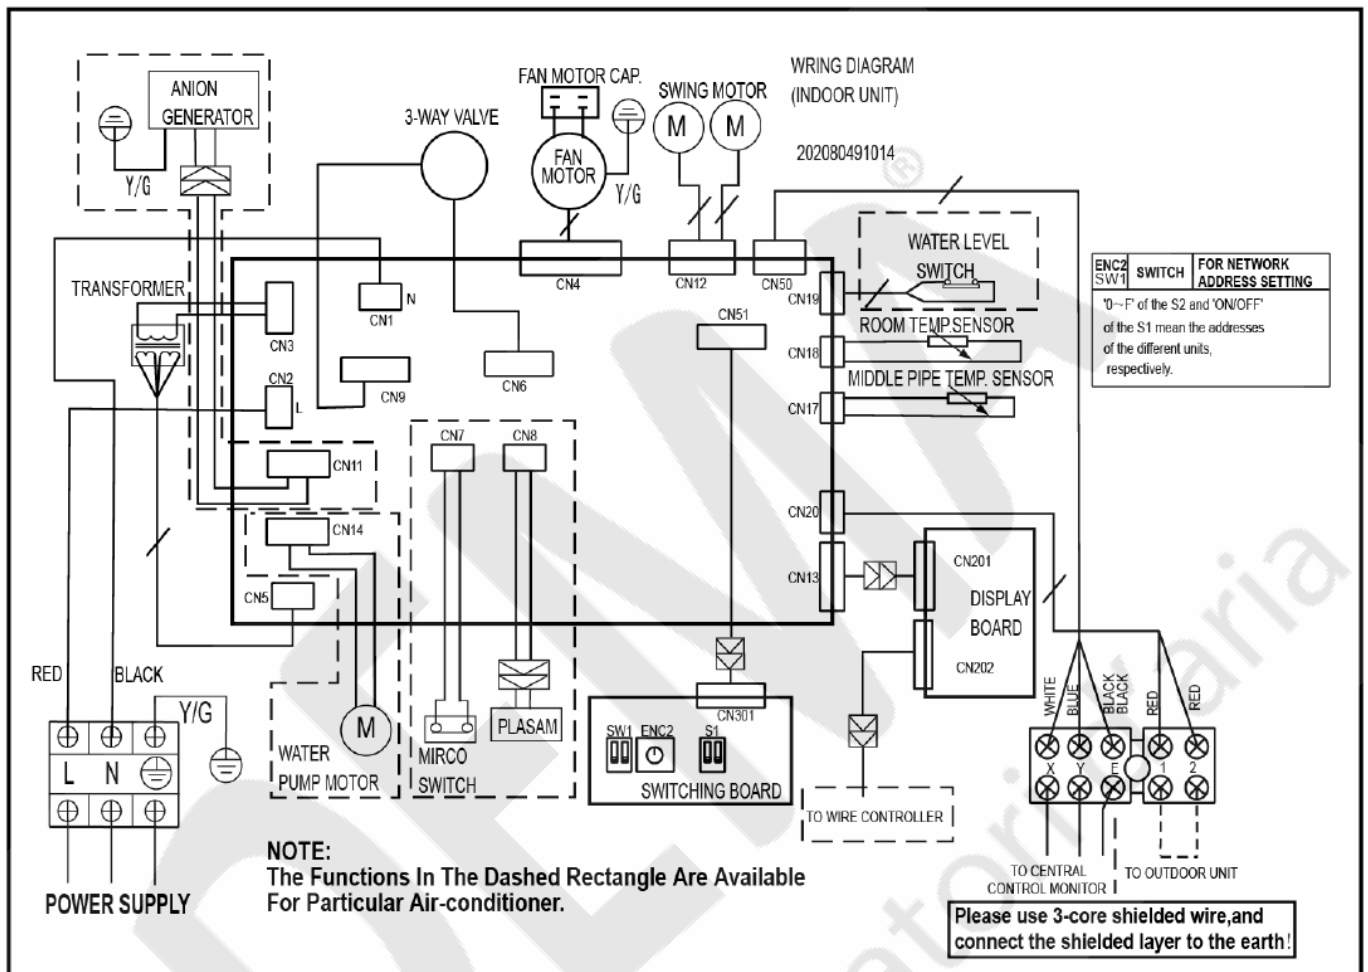 WRING DIAGRAM
(INDOOR UNIT)
202080491014
ANION
GENERATOR
Y/G
3-WAY VALVE
FAN MOTOR CAP.
FAN
MOTOR
Y/G
SWING MOTOR
M
M
®
WATER LEVEL
SWITCH
ENC2
SW1
SWITCH
FOR NETWORK
ADDRESS SETTING
'0~F' of the S2 and 'ON/OFF'
of the S1 mean the addresses
of the different units,
respectively.
TRANSFORMER
CN3
CN1
N
CN4
CN12
CN50
CN19
CN51
ROOM TEMP.SENSOR
CN18
MIDDLE PIPE TEMP. SENSOR
CN17
CN2
L
CN9
CN6
CN7
CN8
CN11
CN14
CN5
CN20
CN13
CN201
DISPLAY
BOARD
CN202
RED
BLACK
Y/G
L
N
POWER SUPPLY
M
WATER
PUMP MOTOR
MIRCO
SWITCH
PLASAM
CN301
SW1
ENC2
S1
SWITCHING BOARD
TO WIRE CONTROLLER
WHITE
BLUE
BLACK
BLACK
RED
RED
X
Y
E
1
2
TO CENTRAL
CONTROL MONITOR
TO OUTDOOR UNIT
NOTE:
The Functions In The Dashed Rectangle Are Available
For Particular Air-conditioner.
Please use 3-core shielded wire,and
connect the shielded layer to the earth!